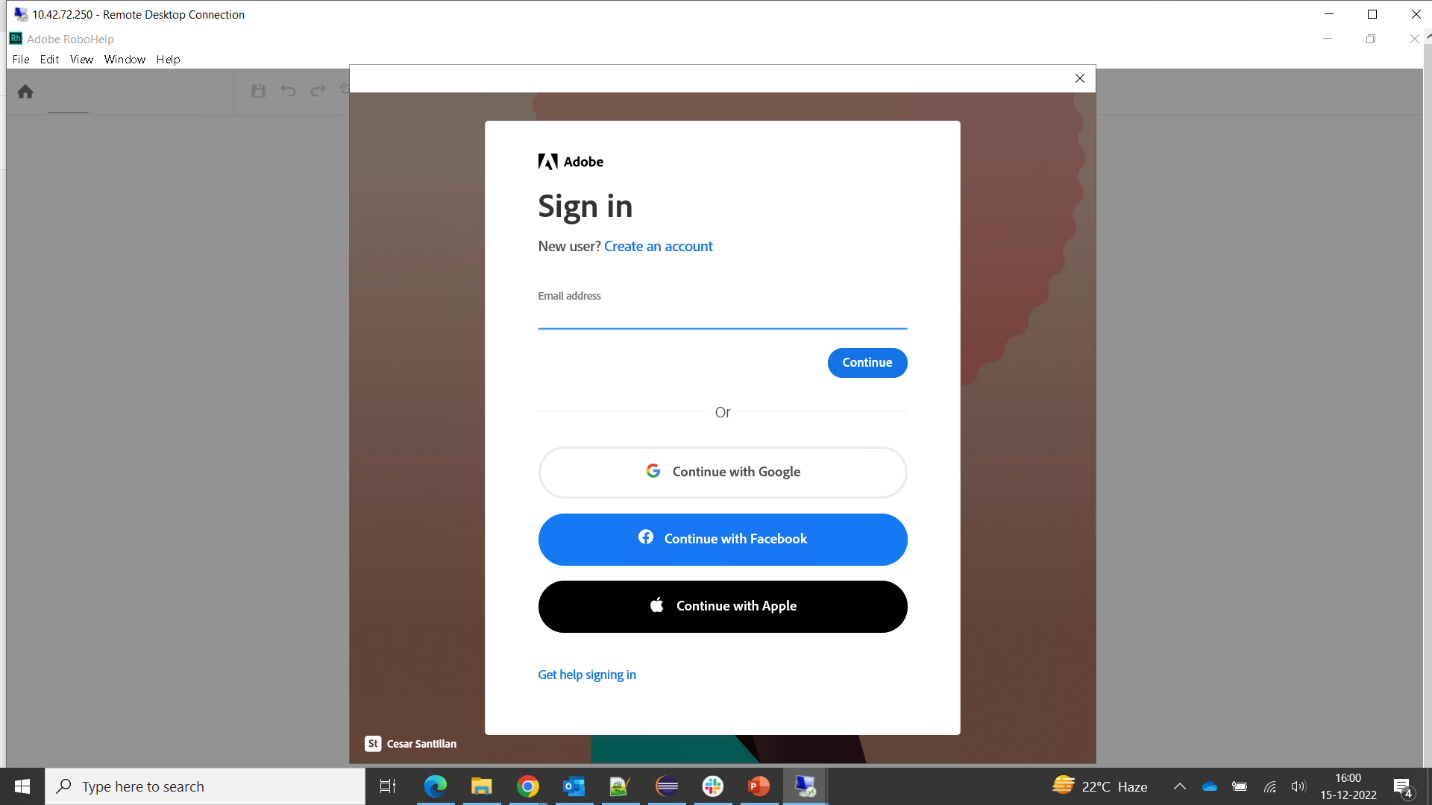 10.42.72.250 - Remote Desktop Connection
Rh Adobe RoboHelp
File Edit View Window Help
Adobe
Sign in
New user? Create an account
Email address
Continue
Or
Continue with Google
Continue with Facebook
Continue with Apple
Get help signing in
St Cesar Santillan
Type here to search
22°C Haze
16:00
15-12-2022
4